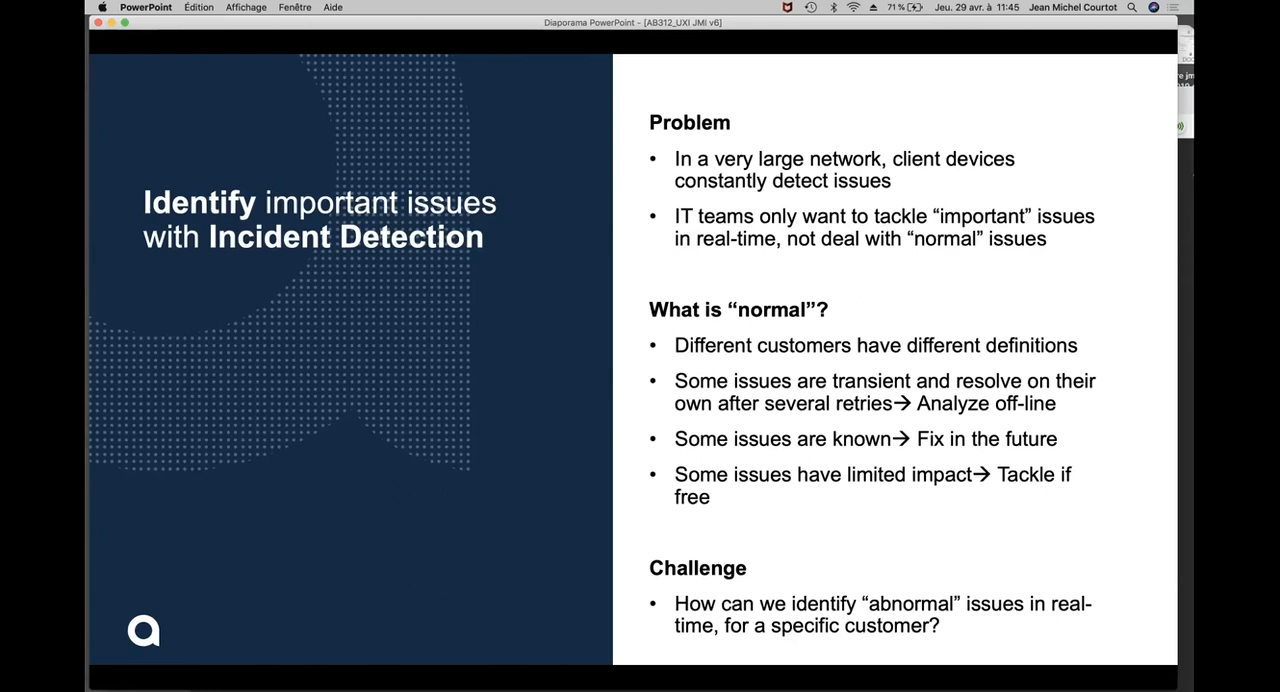 PowerPoint Édition Affichage Fenêtre Aide 71 % Jeu. 29 avr. à 11:45 Jean Michel Courtot
Diaporama PowerPoint - [AB312_UXI JMI v6]
Identify important issues
with Incident Detection
Problem
• In a very large network, client devices
constantly detect issues
• IT teams only want to tackle “important” issues
in real-time, not deal with “normal” issues
What is “normal”?
• Different customers have different definitions
• Some issues are transient and resolve on their
own after several retries→ Analyze off-line
• Some issues are known→ Fix in the future
• Some issues have limited impact→ Tackle if
free
Challenge
• How can we identify “abnormal” issues in real-
time, for a specific customer?